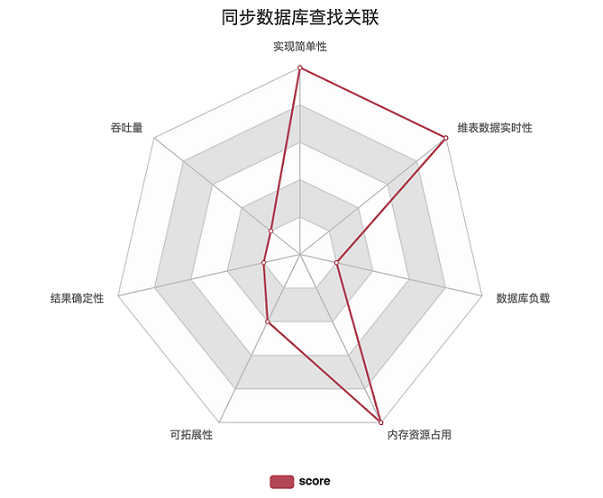 同步数据库查找关联
实现简单性
吞吐量
维表数据实时性
结果确定性
数据库负载
可拓展性
内存资源占用
score